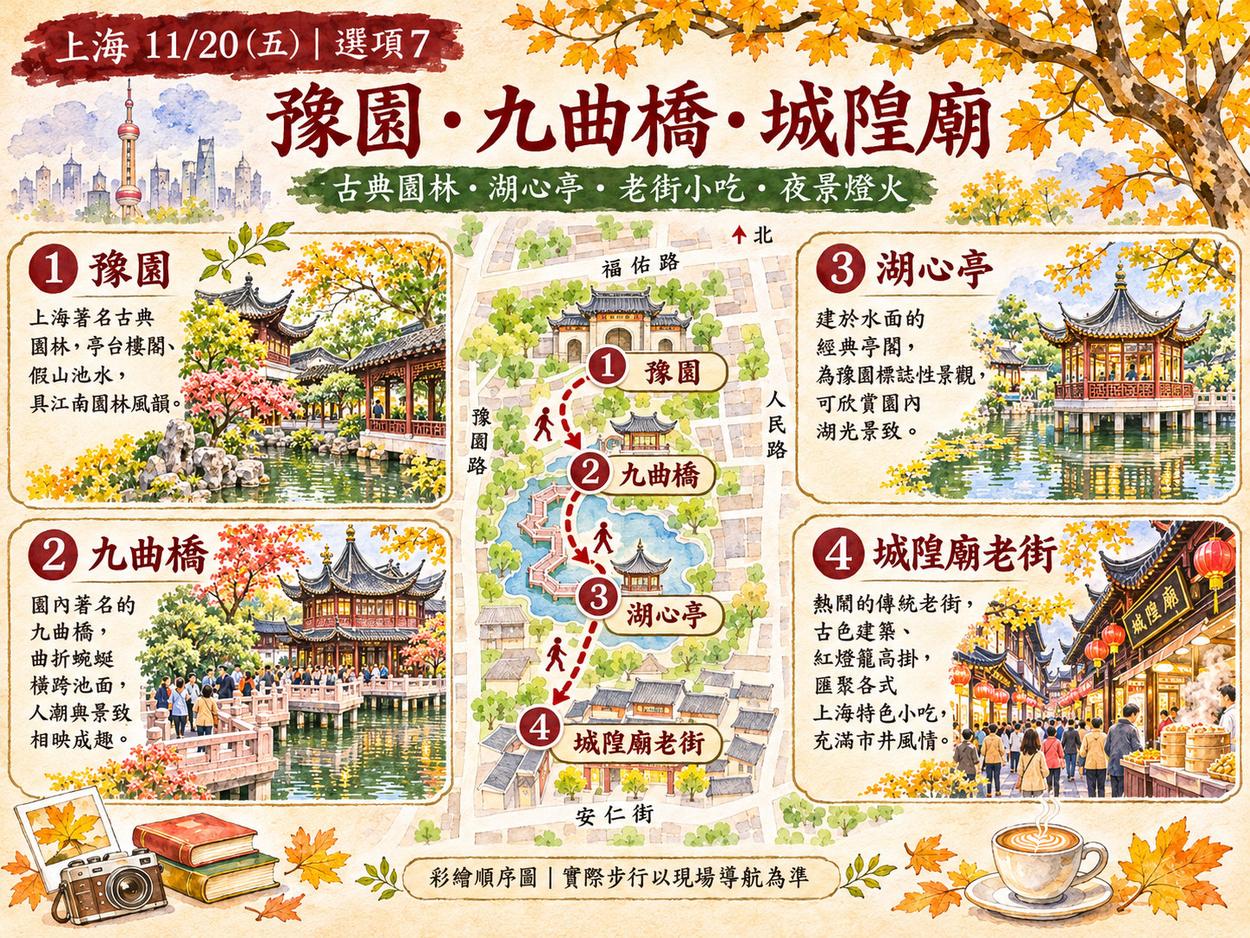 上海 11/20(五)｜選項7
豫園·九曲橋·城隍廟
古典園林·湖心亭·老街小吃·夜景燈火
1 豫園
上海著名古典
園林，亭台樓閣、
假山池水，
具江南園林風韻。
2 九曲橋
園內著名的
九曲橋，
曲折蜿蜒
橫跨池面，
人潮與景致
相映成趣。
北
福佑路
豫園路
人民路
1 豫園
2 九曲橋
3 湖心亭
4 城隍廟老街
安仁街
3 湖心亭
建於水面的
經典亭閣，
為豫園標誌性景觀，
可欣賞園內
湖光景致。
4 城隍廟老街
熱鬧的傳統老街，
古色建築、
紅燈籠高掛，
匯聚各式
上海特色小吃，
充滿市井風情。
城隍廟
彩繪順序圖｜實際步行以現場導航為準